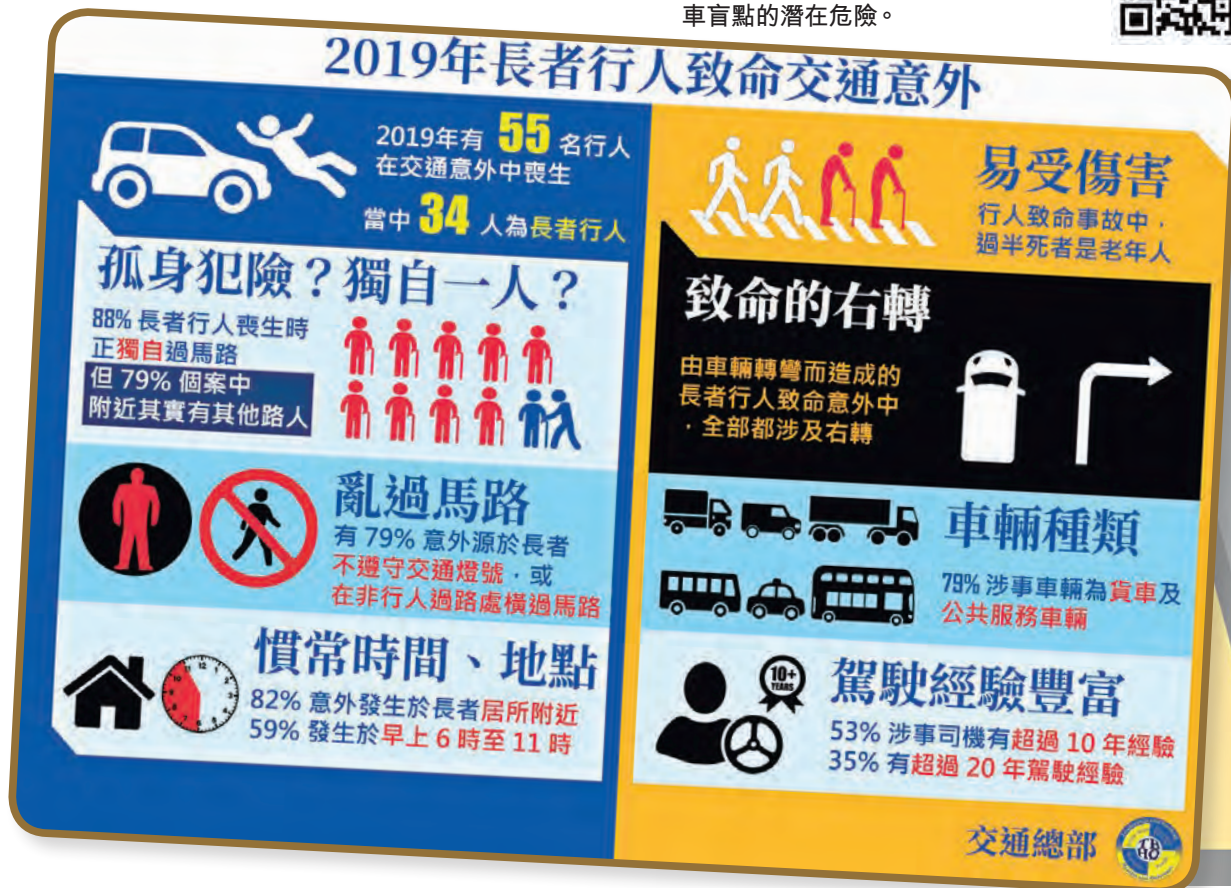 車盲點的潛在危險。
2019年長者行人致命交通意外
2019年有 55 名行人
在交通意外中喪生
當中 34 人為長者行人
孤身犯險？獨自一人？
88% 長者行人喪生時
正獨自過馬路
但 79% 個案中
附近其實有其他路人
亂過馬路
有 79% 意外源於長者
不遵守交通燈號，或
在非行人過路處橫過馬路
慣常時間、地點
82% 意外發生於長者居所附近
59% 發生於早上 6 時至 11 時
易受傷害
行人致命事故中，
過半死者是老年人
致命的右轉
由車輛轉彎而造成的
長者行人致命意外中
，全部都涉及右轉
車輛種類
79% 涉事車輛為貨車及
公共服務車輛
10+
YEARS
駕駛經驗豐富
53% 涉事司機有超過 10 年經驗
35% 有超過 20 年駕駛經驗
交通總部